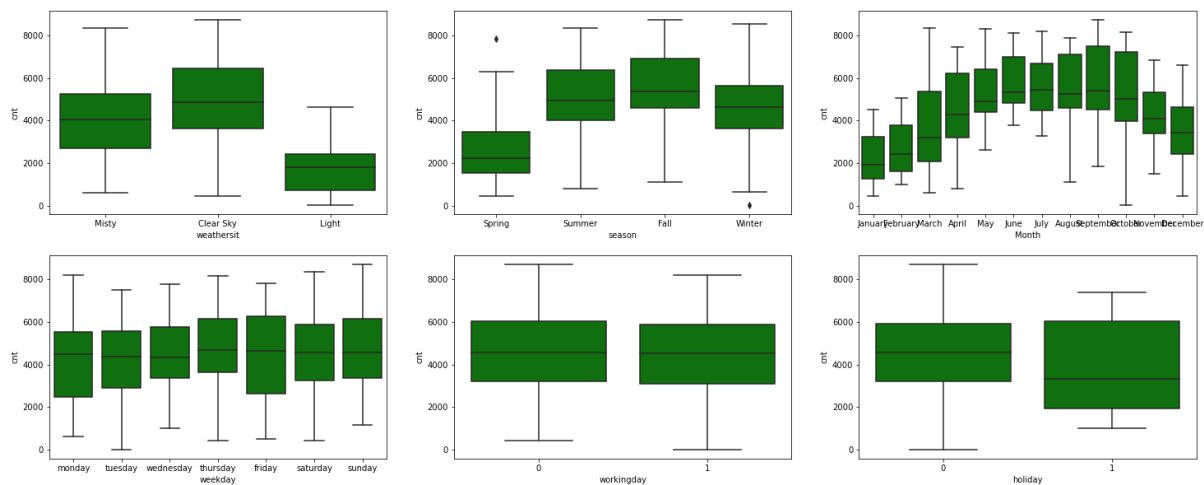 cnt
8000
6000
4000
2000
0
Misty Clear Sky Light
weathersit
cnt
8000
6000
4000
2000
0
Spring Summer Fall Winter
season
cnt
8000
6000
4000
2000
0
January February March April May June July August September October November December
Month
cnt
8000
6000
4000
2000
0
monday tuesday wednesday thursday friday saturday sunday
weekday
cnt
8000
6000
4000
2000
0
0 1
workingday
cnt
8000
6000
4000
2000
0
0 1
holiday